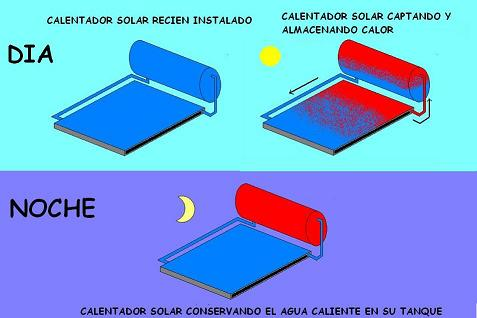 CALENTADOR SOLAR RECIEN INSTALADO
CALENTADOR SOLAR CAPTANDO Y
ALMACENANDO CALOR
DIA
NOCHE
CALENTADOR SOLAR CONSERVANDO EL AGUA CALIENTE EN SU TANQUE